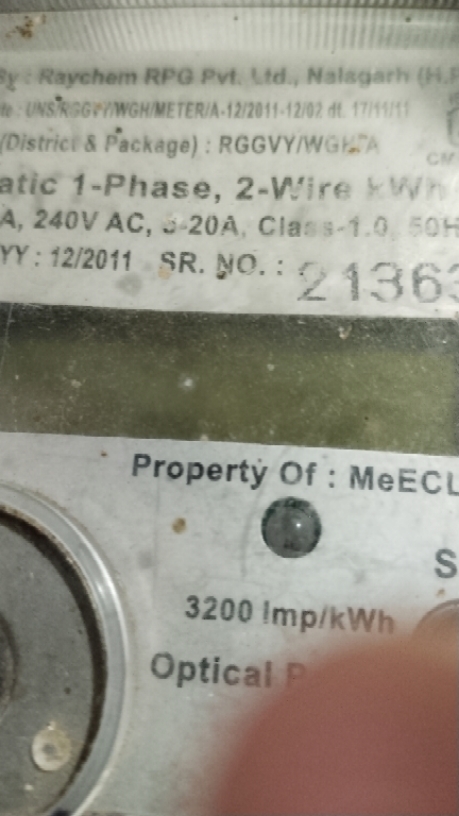 By : Raychem RPG Pvt. Ltd., Nalagarh (H.P
UNS/RGGVY/WGH/METER/A-12/2011-12/02 dt. 17/11/11
(District & Package) : RGGVY/WGH
atic 1-Phase, 2-Wire kWh
A, 240V AC, 5-20A, Class-1.0, 50H
YY : 12/2011 SR. NO. : 21363
Property Of : MeECL
S
3200 Imp/kWh
Optical